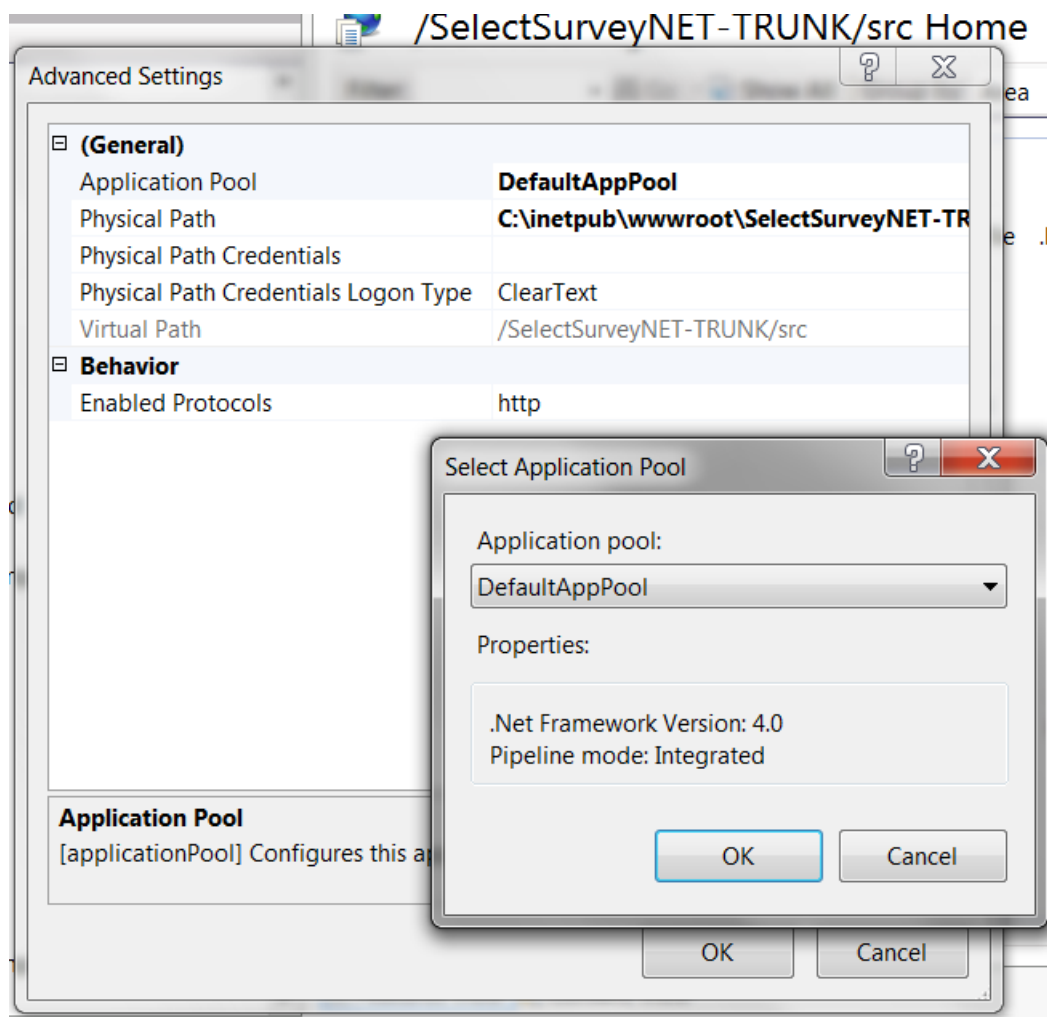 /SelectSurveyNET-TRUNK/src Home
Advanced Settings
(General)
Application Pool DefaultAppPool
Physical Path C:\inetpub\wwwroot\SelectSurveyNET-TR
Physical Path Credentials
Physical Path Credentials Logon Type ClearText
Virtual Path /SelectSurveyNET-TRUNK/src
Behavior
Enabled Protocols http
Select Application Pool
Application pool:
DefaultAppPool
Properties:
.Net Framework Version: 4.0
Pipeline mode: Integrated
OK Cancel
Application Pool
[applicationPool] Configures this
OK Cancel